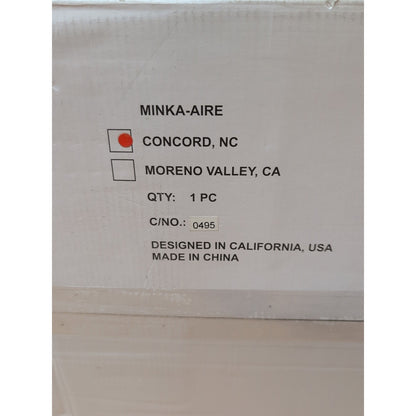 MINKA-AIRE
CONCORD, NC
MORENO VALLEY, CA
QTY: 1 PC
C/NO.: 0495
DESIGNED IN CALIFORNIA, USA
MADE IN CHINA